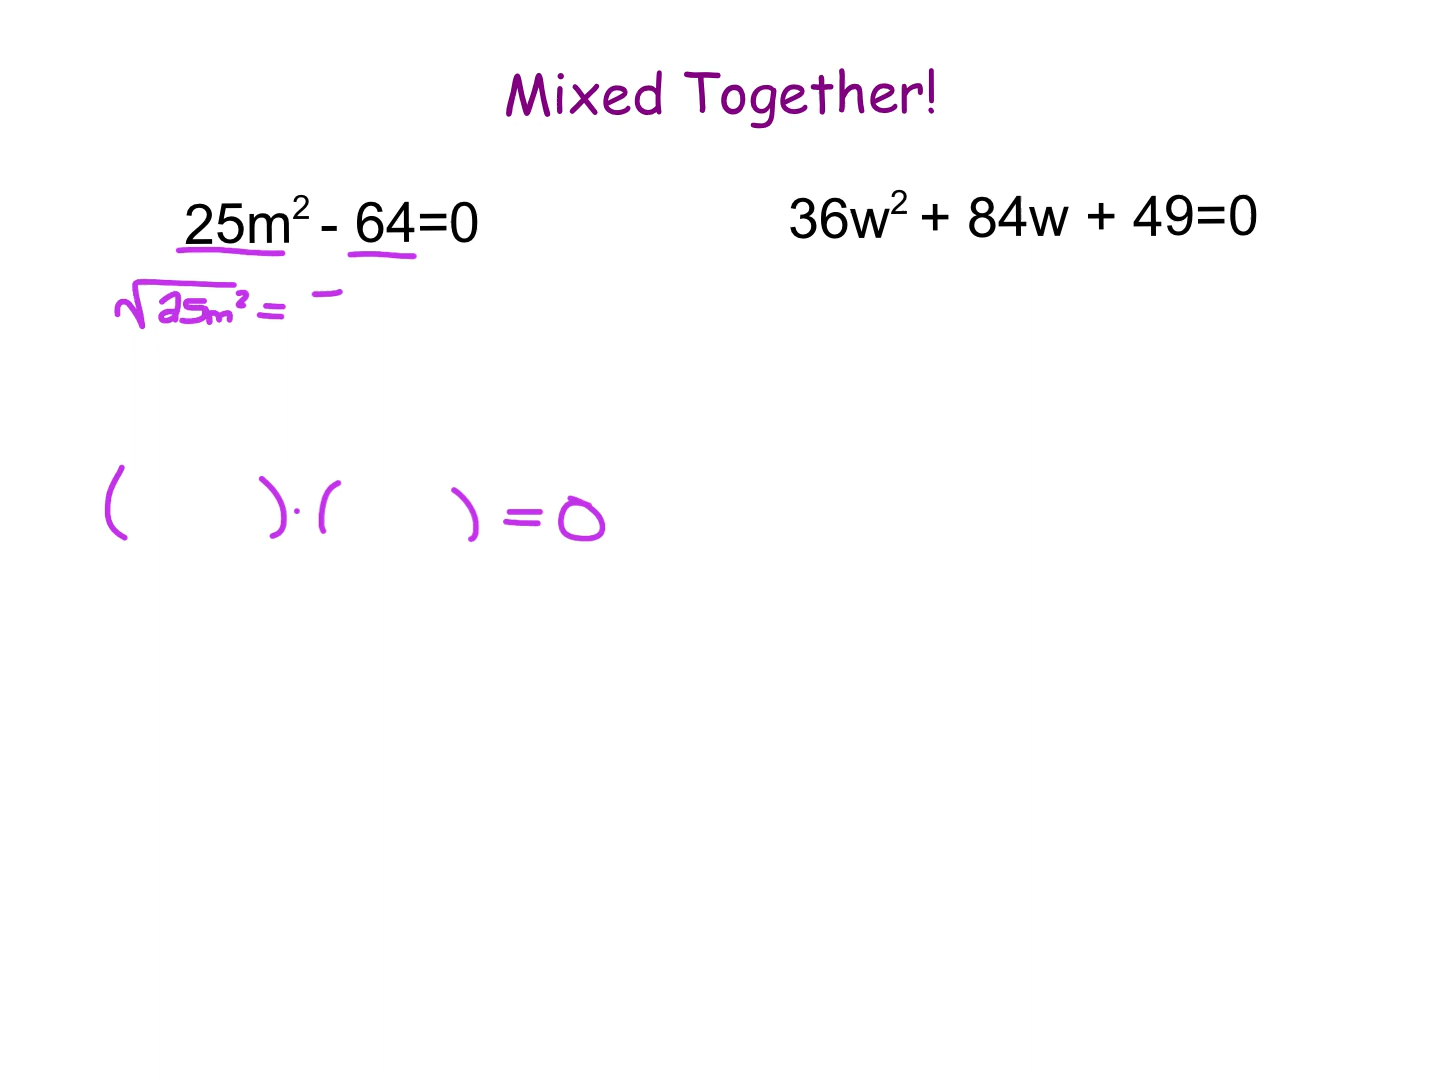 Mixed Together!
25m² - 64=0
36w² + 84w + 49=0
√25m² =
( ) · ( ) = 0